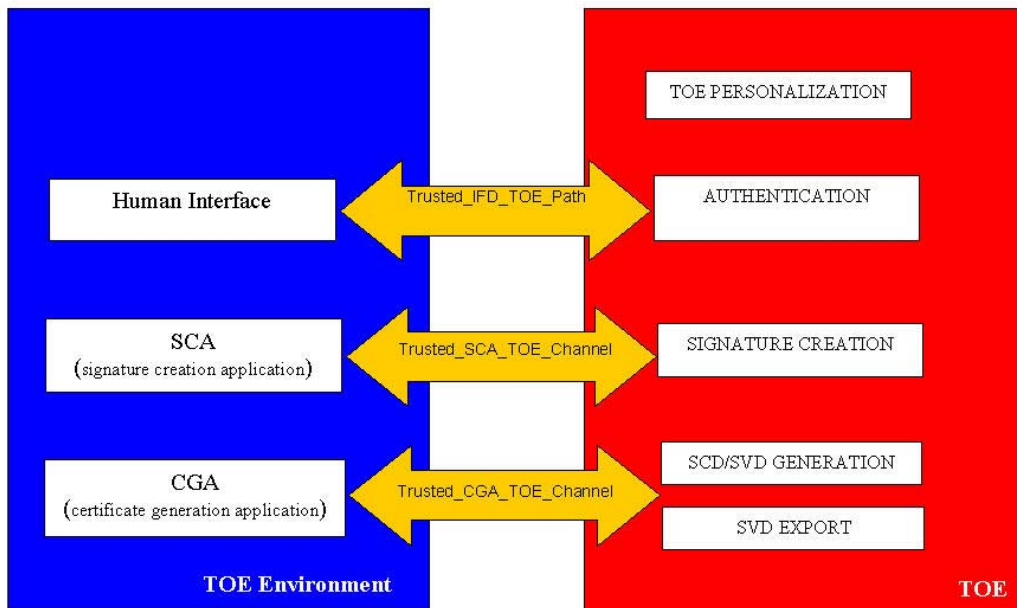 TOE PERSONALIZATION
Human Interface
Trusted_IFD_TOE_Path
AUTHENTICATION
SCA
(signature creation application)
Trusted_SCA_TOE_Channel
SIGNATURE CREATION
CGA
(certificate generation application)
Trusted_CGA_TOE_Channel
SCD/SVD GENERATION
SVD EXPORT
TOE Environment
TOE